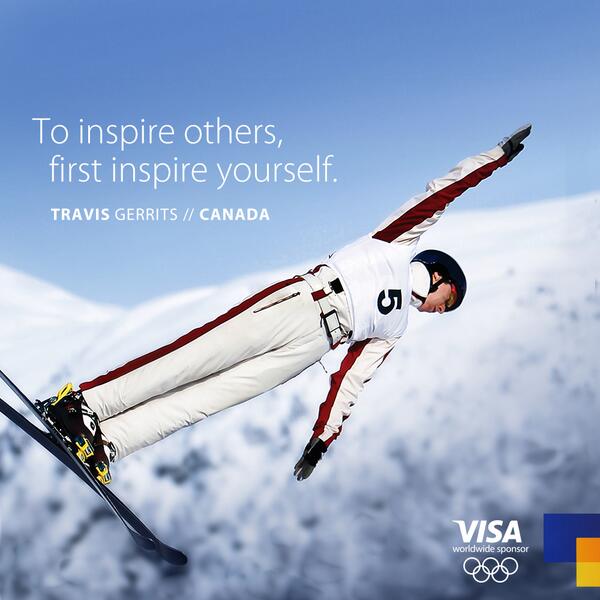 To inspire others,
first inspire yourself.
TRAVIS GERRITS // CANADA
5
VISA
worldwide sponsor